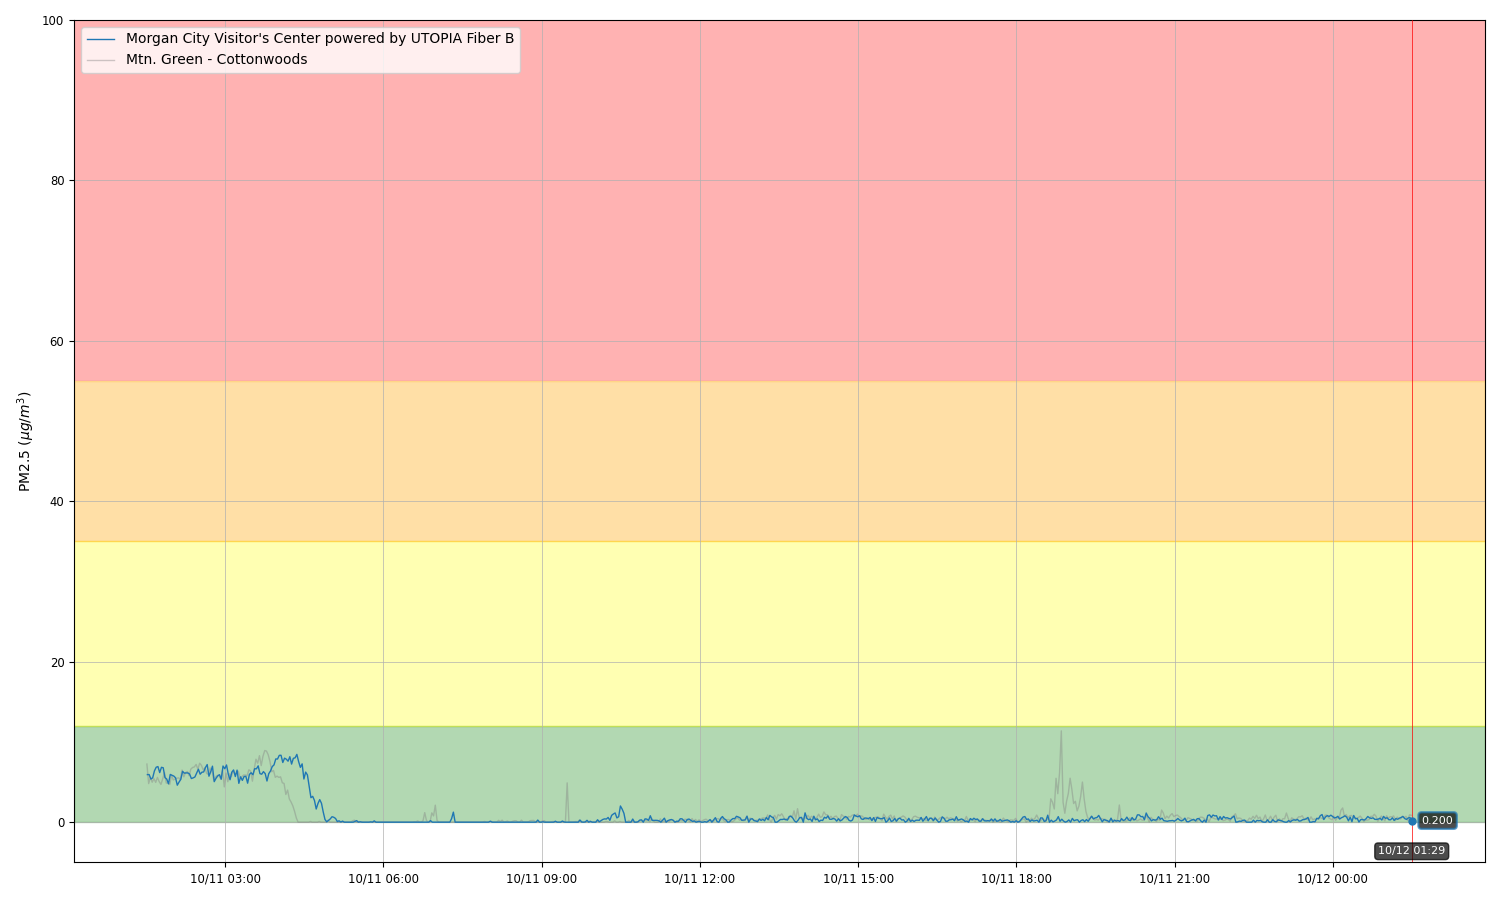 100
Morgan City Visitor's Center powered by UTOPIA Fiber B
Mtn. Green - Cottonwoods
80
60
PM2.5 (µg/m³)
40
20
0
0.200
10/12 01:29
10/11 03:00 10/11 06:00 10/11 09:00 10/11 12:00 10/11 15:00 10/11 18:00 10/11 21:00 10/12 00:00